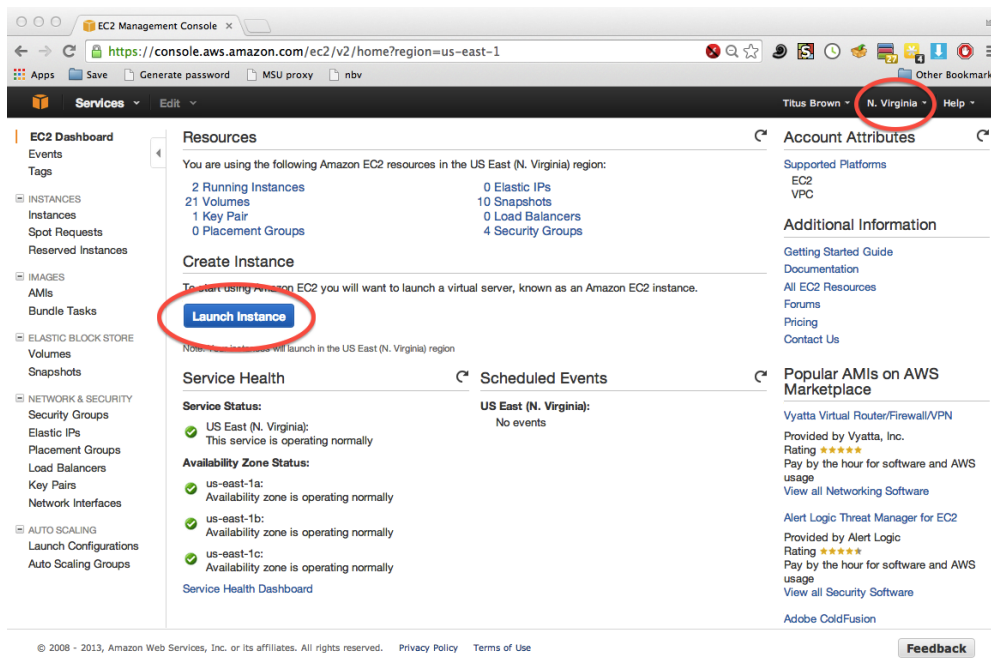 EC2 Management Console
https://console.aws.amazon.com/ec2/v2/home?region=us-east-1
Apps Save Generate password MSU proxy nbv Other Bookmark
Services Edit Titus Brown N. Virginia Help
EC2 Dashboard
Events
Tags
INSTANCES
Instances
Spot Requests
Reserved Instances
IMAGES
AMIs
Bundle Tasks
ELASTIC BLOCK STORE
Volumes
Snapshots
NETWORK & SECURITY
Security Groups
Elastic IPs
Placement Groups
Load Balancers
Key Pairs
Network Interfaces
AUTO SCALING
Launch Configurations
Auto Scaling Groups
Resources
You are using the following Amazon EC2 resources in the US East (N. Virginia) region:
2 Running Instances
21 Volumes
1 Key Pair
0 Placement Groups
0 Elastic IPs
10 Snapshots
0 Load Balancers
4 Security Groups
Create Instance
To start using Amazon EC2 you will want to launch a virtual server, known as an Amazon EC2 instance.
Launch Instance
Note: Your instances will launch in the US East (N. Virginia) region
Service Health
Service Status:
US East (N. Virginia):
This service is operating normally
Availability Zone Status:
us-east-1a:
Availability zone is operating normally
us-east-1b:
Availability zone is operating normally
us-east-1c:
Availability zone is operating normally
Service Health Dashboard
Scheduled Events
US East (N. Virginia):
No events
Account Attributes
Supported Platforms
EC2
VPC
Additional Information
Getting Started Guide
Documentation
All EC2 Resources
Forums
Pricing
Contact Us
Popular AMIs on AWS
Marketplace
Vyatta Virtual Router/Firewall/VPN
Provided by Vyatta, Inc.
Rating
Pay by the hour for software and AWS
usage
View all Networking Software
Alert Logic Threat Manager for EC2
Provided by Alert Logic
Rating
Pay by the hour for software and AWS
usage
View all Security Software
Adobe ColdFusion
© 2008 - 2013, Amazon Web Services, Inc. or its affiliates. All rights reserved. Privacy Policy Terms of Use
Feedback